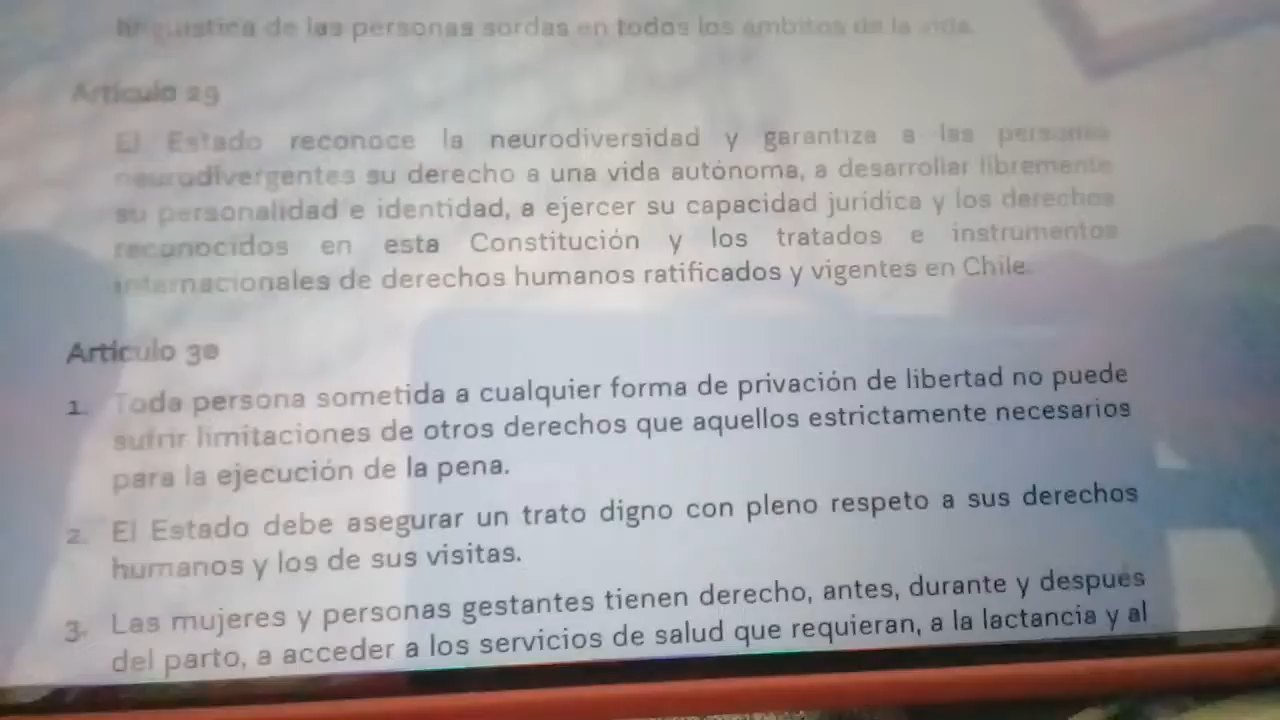 lingüística de las personas sordas en todos los ámbitos de la vida.
Artículo 29
El Estado reconoce la neurodiversidad y garantiza a las personas
neurodivergentes su derecho a una vida autónoma, a desarrollar libremente
su personalidad e identidad, a ejercer su capacidad jurídica y los derechos
reconocidos en esta Constitución y los tratados e instrumentos
internacionales de derechos humanos ratificados y vigentes en Chile.
Artículo 30
1. Toda persona sometida a cualquier forma de privación de libertad no puede
sufrir limitaciones de otros derechos que aquellos estrictamente necesarios
para la ejecución de la pena.
2. El Estado debe asegurar un trato digno con pleno respeto a sus derechos
humanos y los de sus visitas.
3. Las mujeres y personas gestantes tienen derecho, antes, durante y después
del parto, a acceder a los servicios de salud que requieran, a la lactancia y al